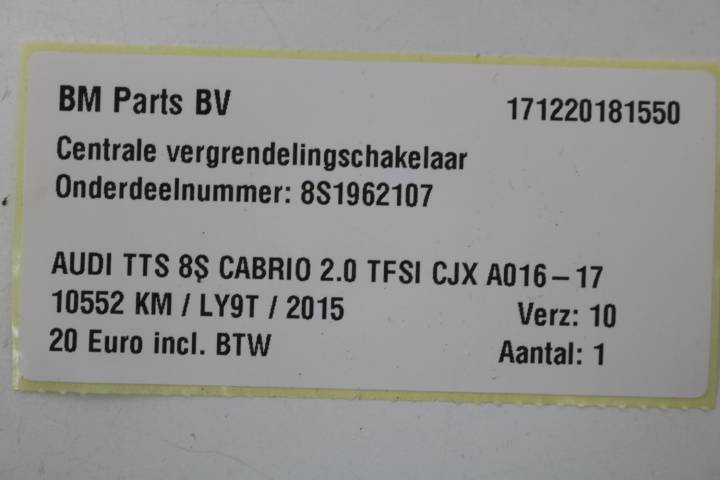 BM Parts BV 171220181550
Centrale vergrendelingschakelaar
Onderdeelnummer: 8S1962107
AUDI TTS 8S CABRIO 2.0 TFSI CJX A016-17
10552 KM / LY9T / 2015 Verz: 10
20 Euro incl. BTW Aantal: 1